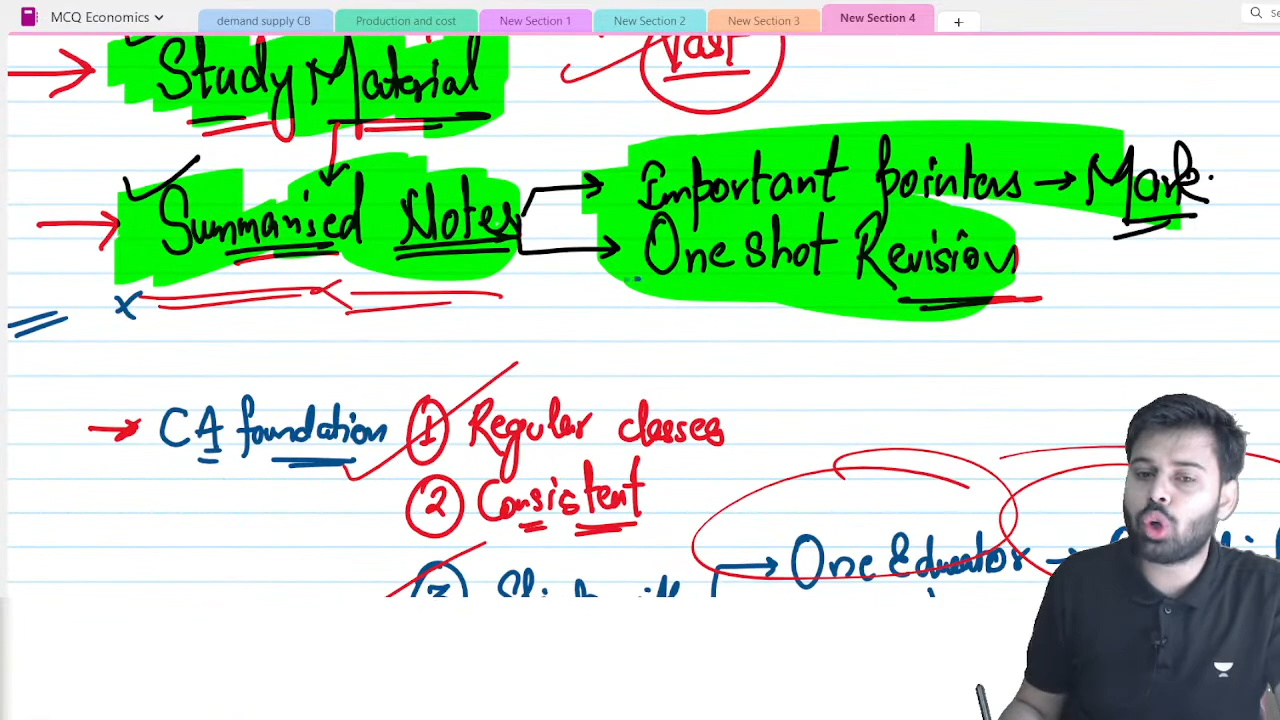 MCQ Economics
demand supply CB
Production and cost
New Section 1
New Section 2
New Section 3
New Section 4
+
Se
Study Material
Vast
Summarised Notes
Important pointers → Mark.
One Shot Revision
CA foundation
① Regular classes
② Consistent
③
One Educator